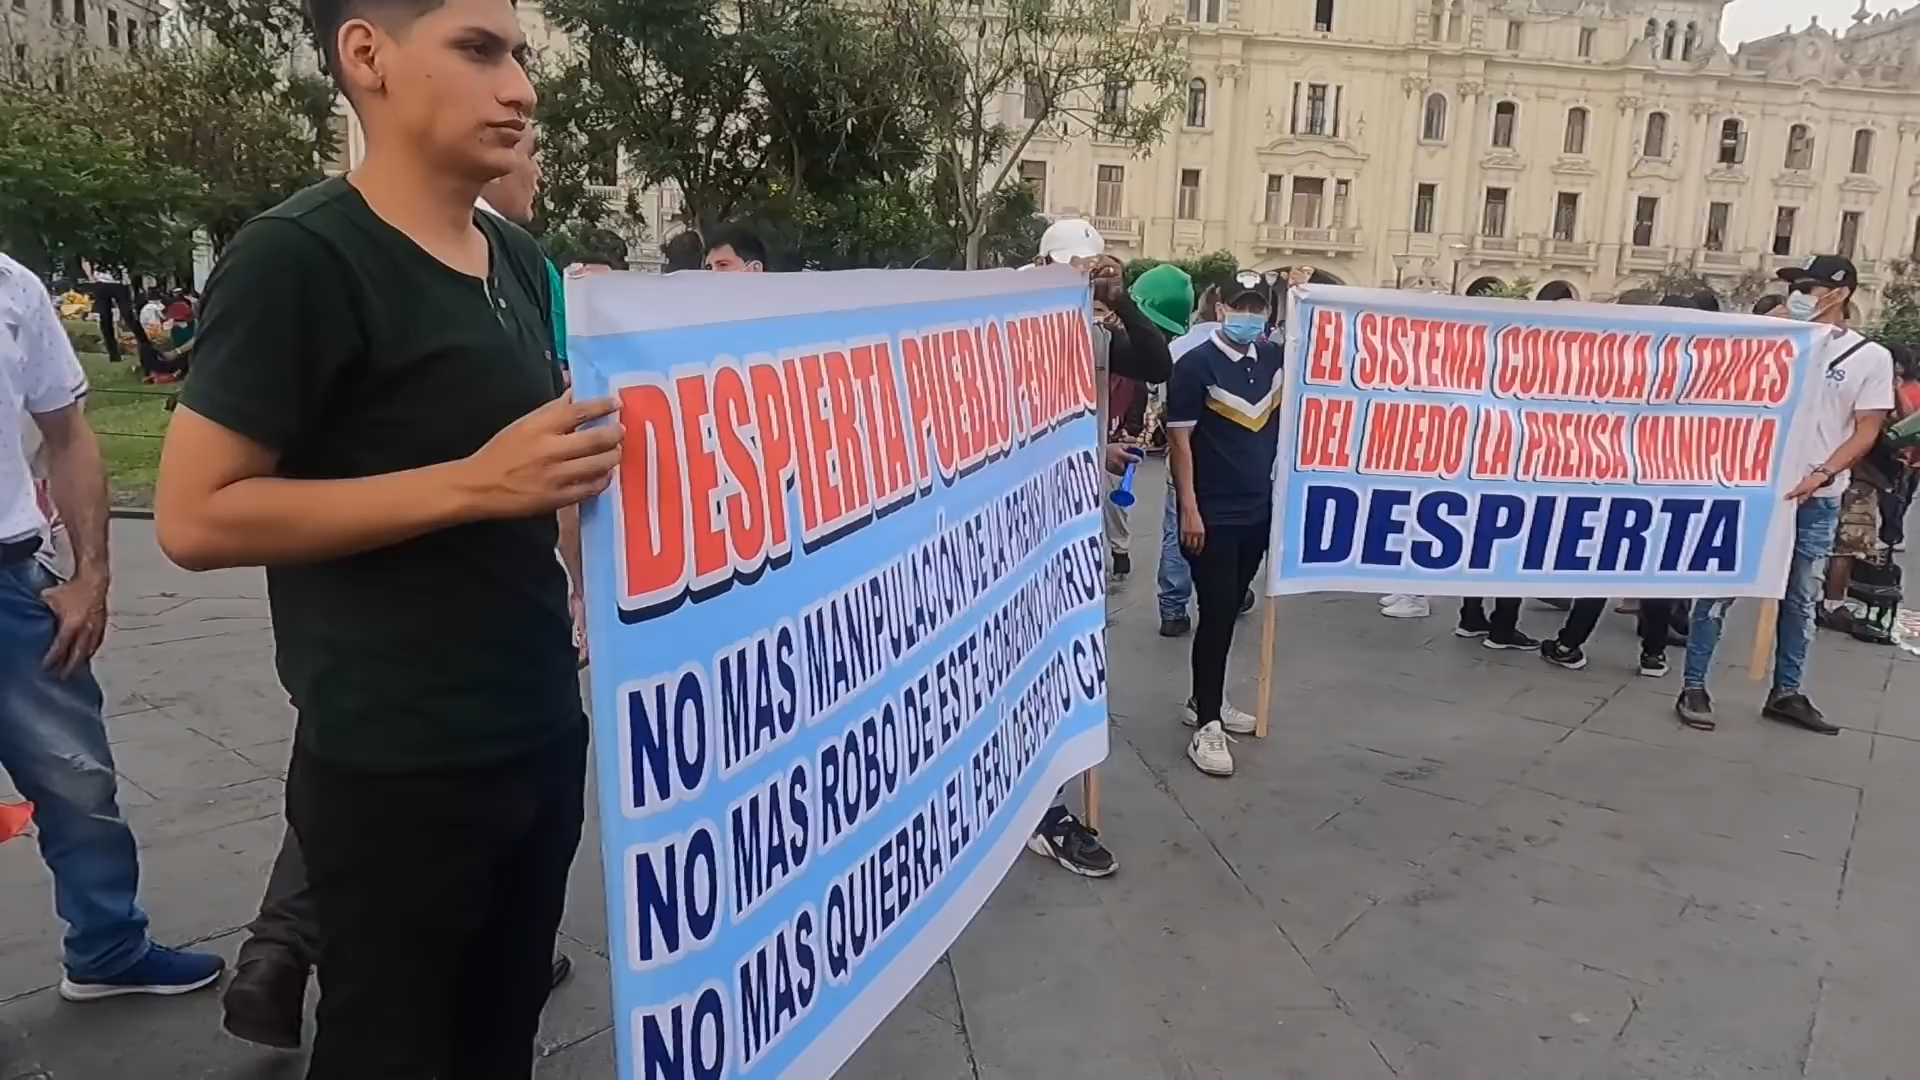 DESPIERTA PUEBLO PERUANO
NO MAS MANIPULACIÓN DE LA PRENSA
NO MAS ROBO DE ESTE GOBIERNO
NO MAS QUIEBRA EL PERÚ DESPERTO
EL SISTEMA CONTROLA A TRAVES
DEL MIEDO LA PRENSA MANIPULA
DESPIERTA